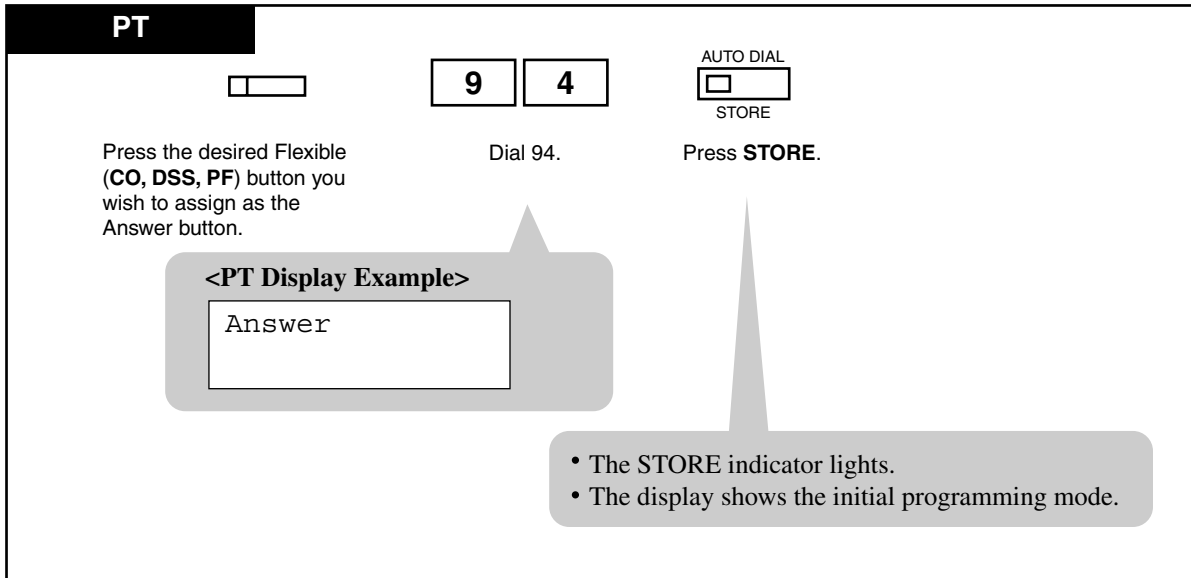 PT
9 4
AUTO DIAL
STORE
Press the desired Flexible
(CO, DSS, PF) button you
wish to assign as the
Answer button.
Dial 94.
Press STORE.
<PT Display Example>
Answer
• The STORE indicator lights.
• The display shows the initial programming mode.